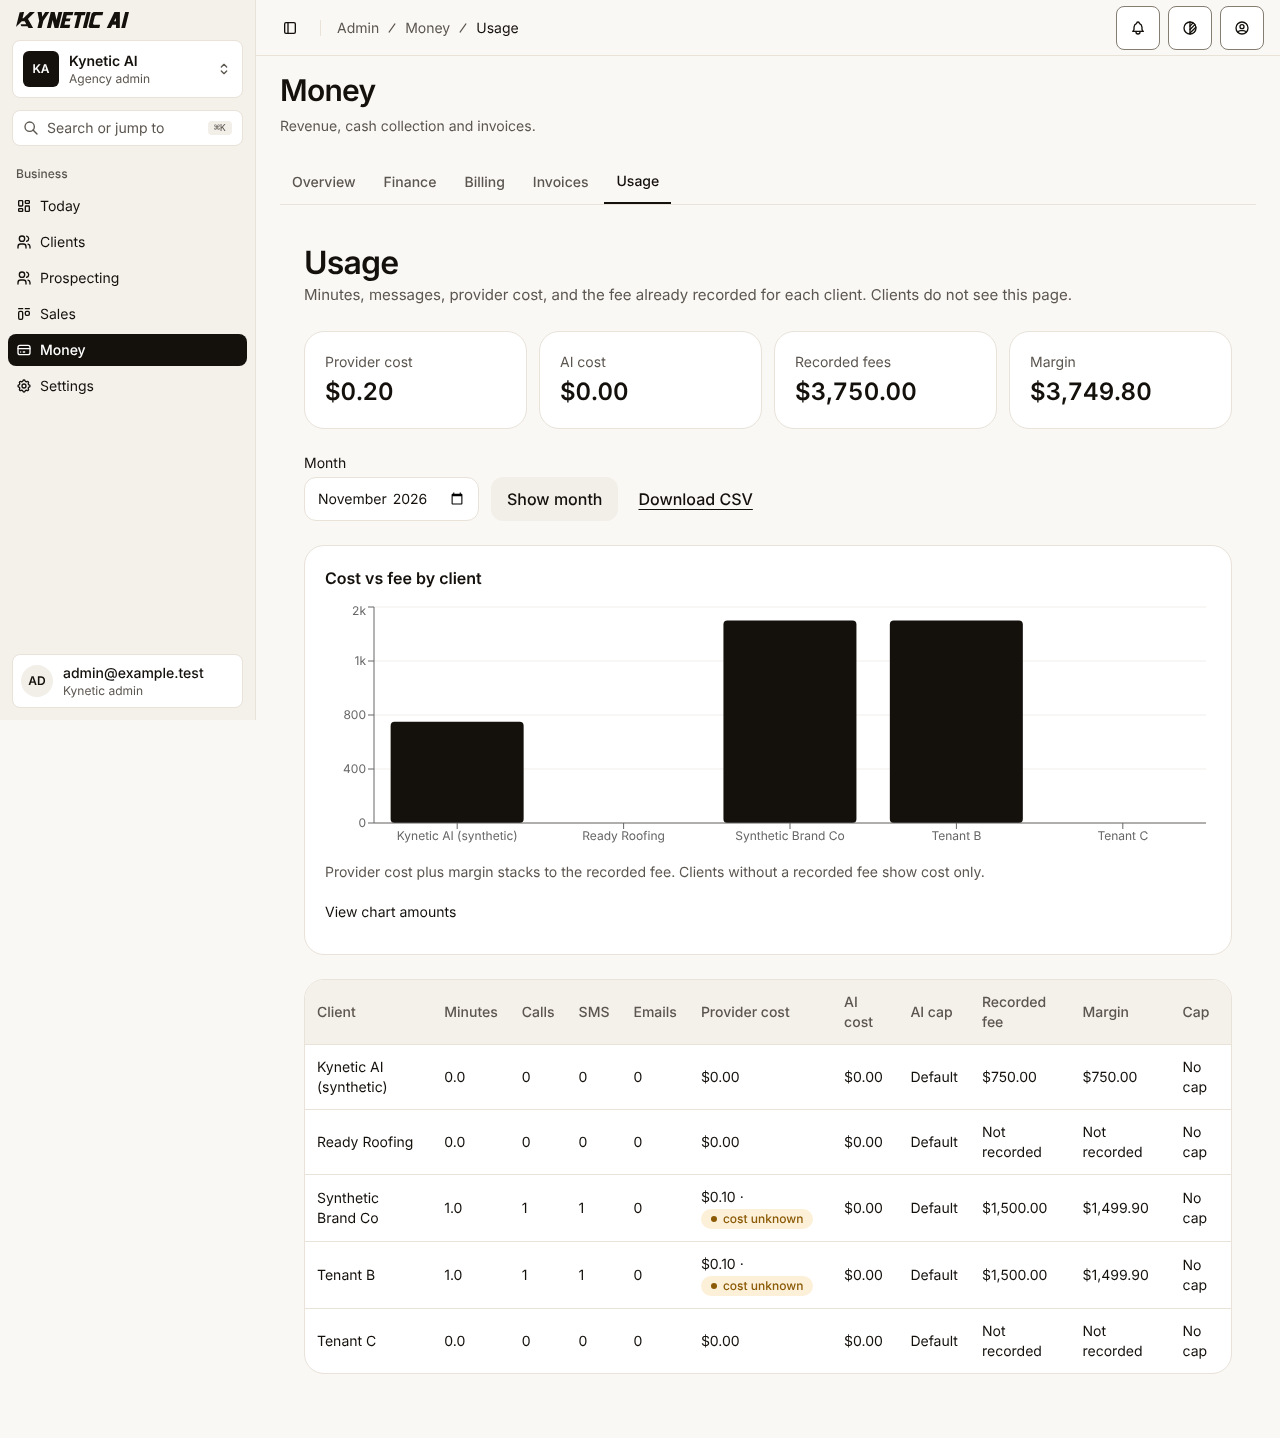 KYNETIC AI
KA
Kynetic AI
Agency admin
Search or jump to
⌘K
Business
Today
Clients
Prospecting
Sales
Money
Settings
AD
admin@example.test
Kynetic admin
Admin / Money / Usage
Money
Revenue, cash collection and invoices.
Overview Finance Billing Invoices Usage
Usage
Minutes, messages, provider cost, and the fee already recorded for each client. Clients do not see this page.
Provider cost
$0.20
AI cost
$0.00
Recorded fees
$3,750.00
Margin
$3,749.80
Month
November 2026
Show month
Download CSV
Cost vs fee by client
2k
1k
800
400
0
Kynetic AI (synthetic) Ready Roofing Synthetic Brand Co Tenant B Tenant C
Provider cost plus margin stacks to the recorded fee. Clients without a recorded fee show cost only.
View chart amounts
Client Minutes Calls SMS Emails Provider cost AI cost AI cap Recorded fee Margin Cap
Kynetic AI (synthetic) 0.0 0 0 0 $0.00 $0.00 Default $750.00 $750.00 No cap
Ready Roofing 0.0 0 0 0 $0.00 $0.00 Default Not recorded Not recorded No cap
Synthetic Brand Co 1.0 1 1 0 $0.10 · cost unknown $0.00 Default $1,500.00 $1,499.90 No cap
Tenant B 1.0 1 1 0 $0.10 · cost unknown $0.00 Default $1,500.00 $1,499.90 No cap
Tenant C 0.0 0 0 0 $0.00 $0.00 Default Not recorded Not recorded No cap